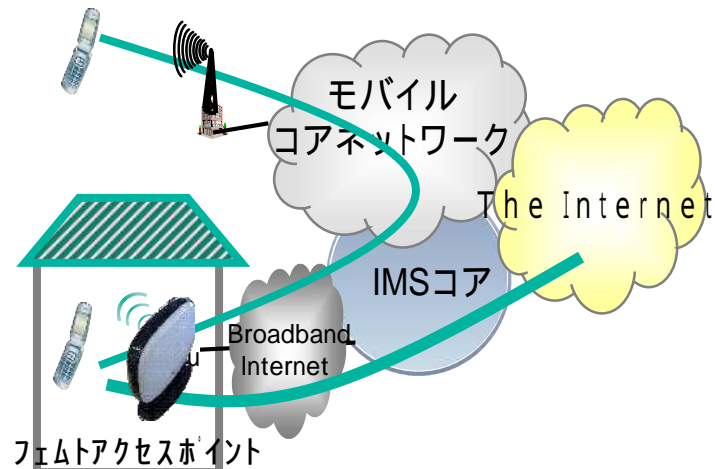 モバイル
コアネットワーク
The Internet
IMSコア
Broadband
Internet
u
フェムトアクセスポイント